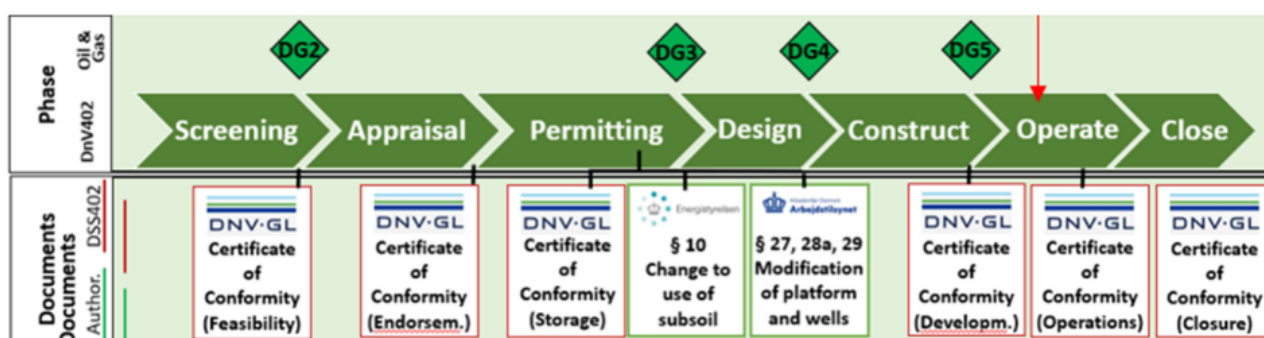 Phase
Oil &
Gas
DnV402
DG2
DG3
DG4
DG5
Screening
Appraisal
Permitting
Design
Construct
Operate
Close
Documents
Documents
DSS402
Author.
DNV·GL
Certificate
of
Conformity
(Feasibility)
DNV·GL
Certificate
of
Conformity
(Endorsem.)
DNV·GL
Certificate
of
Conformity
(Storage)
Energistyrelsen
§ 10
Change to
use of
subsoil
Arbejdstilsynet
§ 27, 28a, 29
Modification
of platform
and wells
DNV·GL
Certificate
of
Conformity
(Developm.)
DNV·GL
Certificate
of
Conformity
(Operations)
DNV·GL
Certificate
of
Conformity
(Closure)